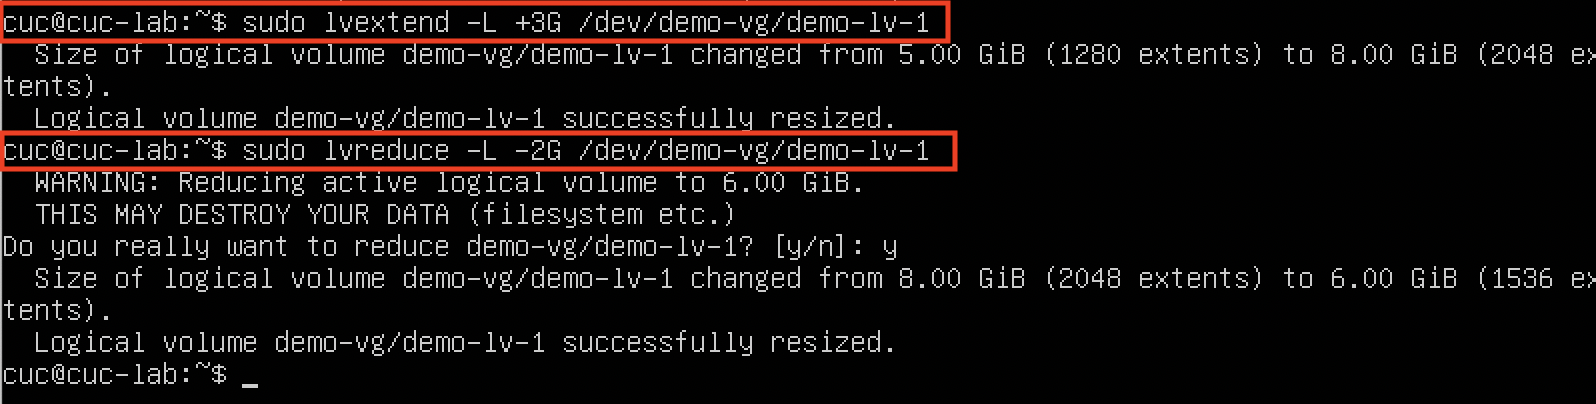 cuc@cuc-lab:~$ sudo lvextend -L +3G /dev/demo-vg/demo-lv-1
  Size of logical volume demo-vg/demo-lv-1 changed from 5.00 GiB (1280 extents) to 8.00 GiB (2048 ex
tents).
  Logical volume demo-vg/demo-lv-1 successfully resized.
cuc@cuc-lab:~$ sudo lvreduce -L -2G /dev/demo-vg/demo-lv-1
  WARNING: Reducing active logical volume to 6.00 GiB.
  THIS MAY DESTROY YOUR DATA (filesystem etc.)
Do you really want to reduce demo-vg/demo-lv-1? [y/n]: y
  Size of logical volume demo-vg/demo-lv-1 changed from 8.00 GiB (2048 extents) to 6.00 GiB (1536 ex
tents).
  Logical volume demo-vg/demo-lv-1 successfully resized.
cuc@cuc-lab:~$ _